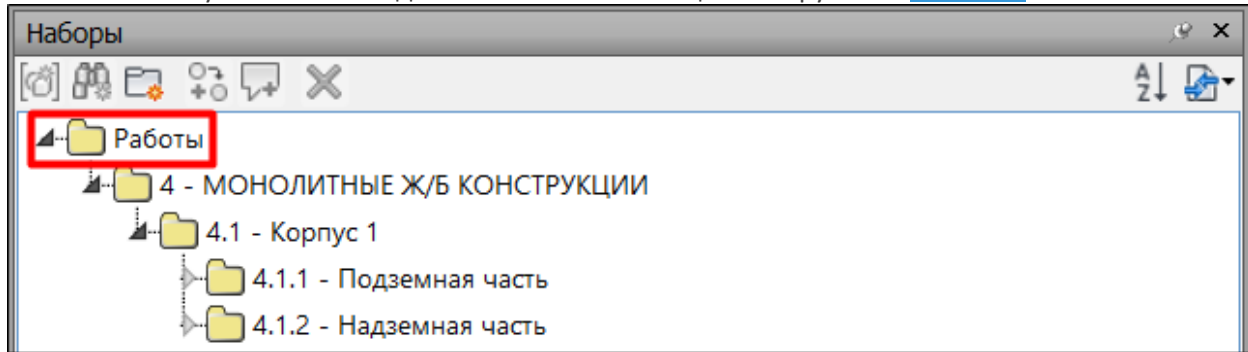 Наборы
A
Z
Работы
4 - МОНОЛИТНЫЕ Ж/Б КОНСТРУКЦИИ
4.1 - Корпус 1
4.1.1 - Подземная часть
4.1.2 - Надземная часть